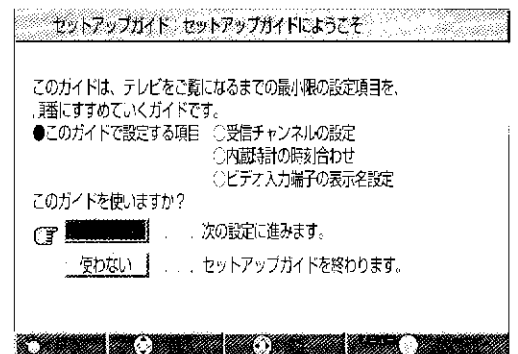 セットアップガイド:セットアップガイドにようこそ
このガイドは、テレビをご覧になるまでの最小限の設定項目を、
順番にすすめていくガイドです。
●このガイドで設定する項目 ○受信チャンネルの設定
○内蔵時計の時刻合わせ
○ビデオ入力端子の表示名設定
このガイドを使いますか?
...次の設定に進みます。
使わない ...セットアップガイドを終わります。